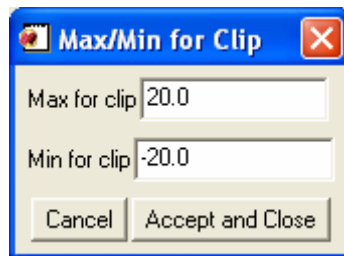 Max/Min for Clip
Max for clip 20.0
Min for clip -20.0
Cancel Accept and Close